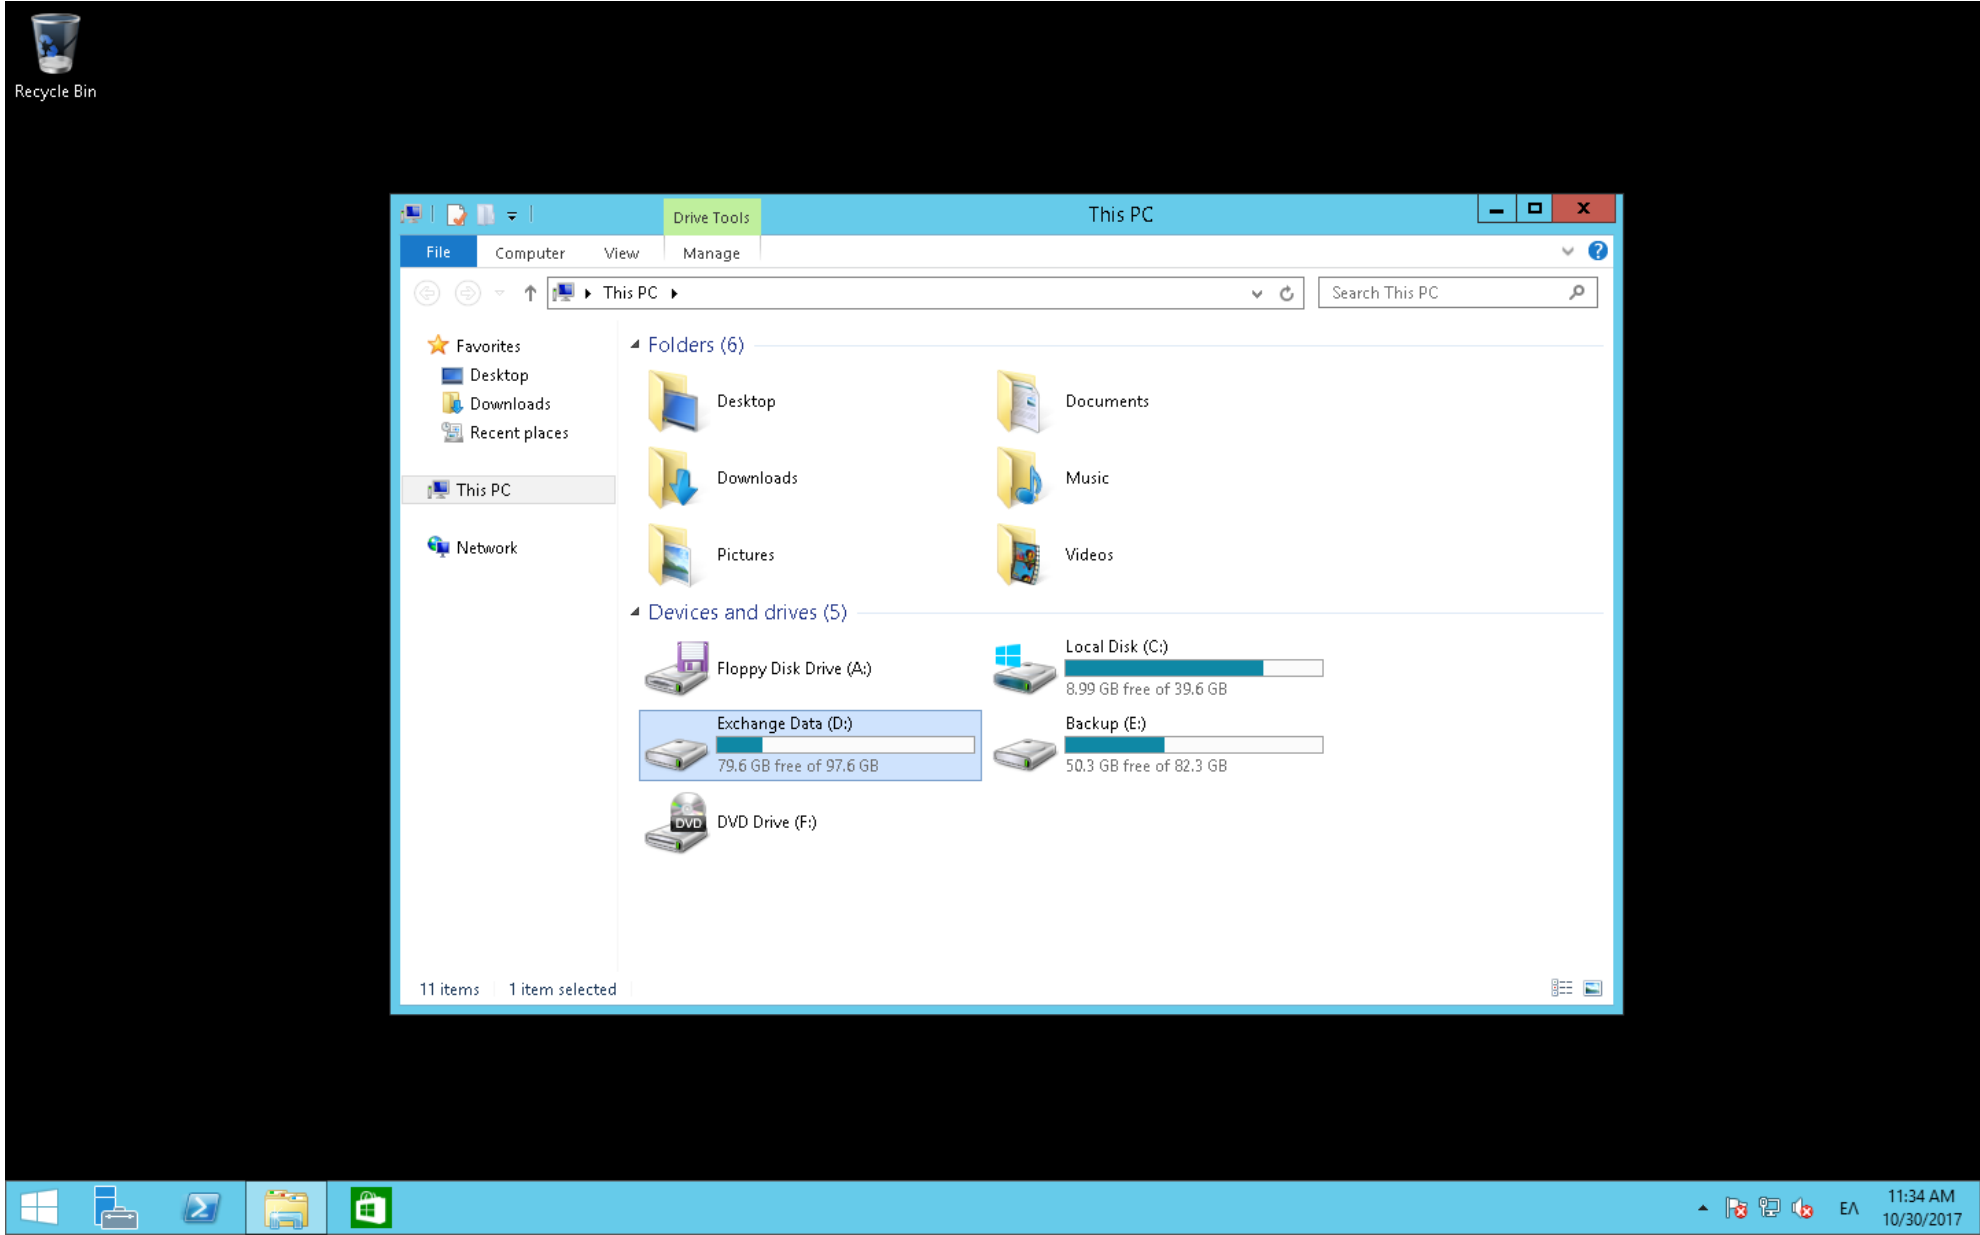 Recycle Bin
Drive Tools
This PC
File
Computer
View
Manage
This PC
Search This PC
Favorites
Desktop
Downloads
Recent places
This PC
Network
Folders (6)
Desktop
Documents
Downloads
Music
Pictures
Videos
Devices and drives (5)
Floppy Disk Drive (A:)
Local Disk (C:)
8.99 GB free of 39.6 GB
Exchange Data (D:)
79.6 GB free of 97.6 GB
Backup (E:)
50.3 GB free of 82.3 GB
DVD
DVD Drive (F:)
11 items
1 item selected
ΕΛ
11:34 AM
10/30/2017